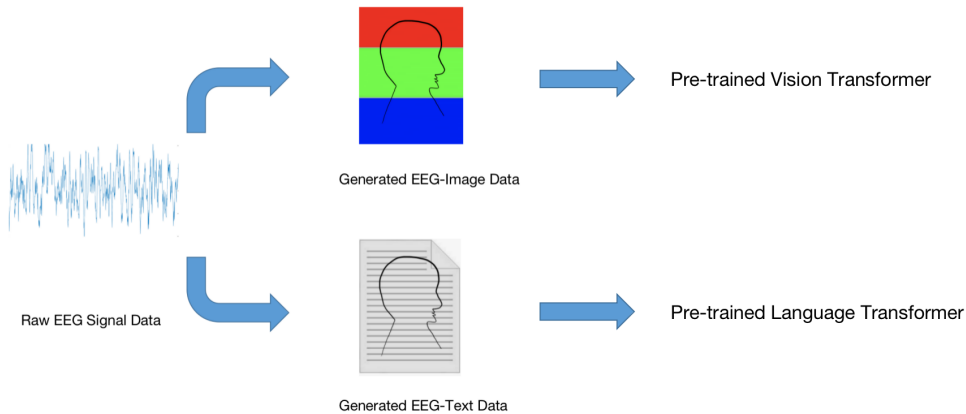 Pre-trained Vision Transformer
Generated EEG-Image Data
Raw EEG Signal Data
Pre-trained Language Transformer
Generated EEG-Text Data